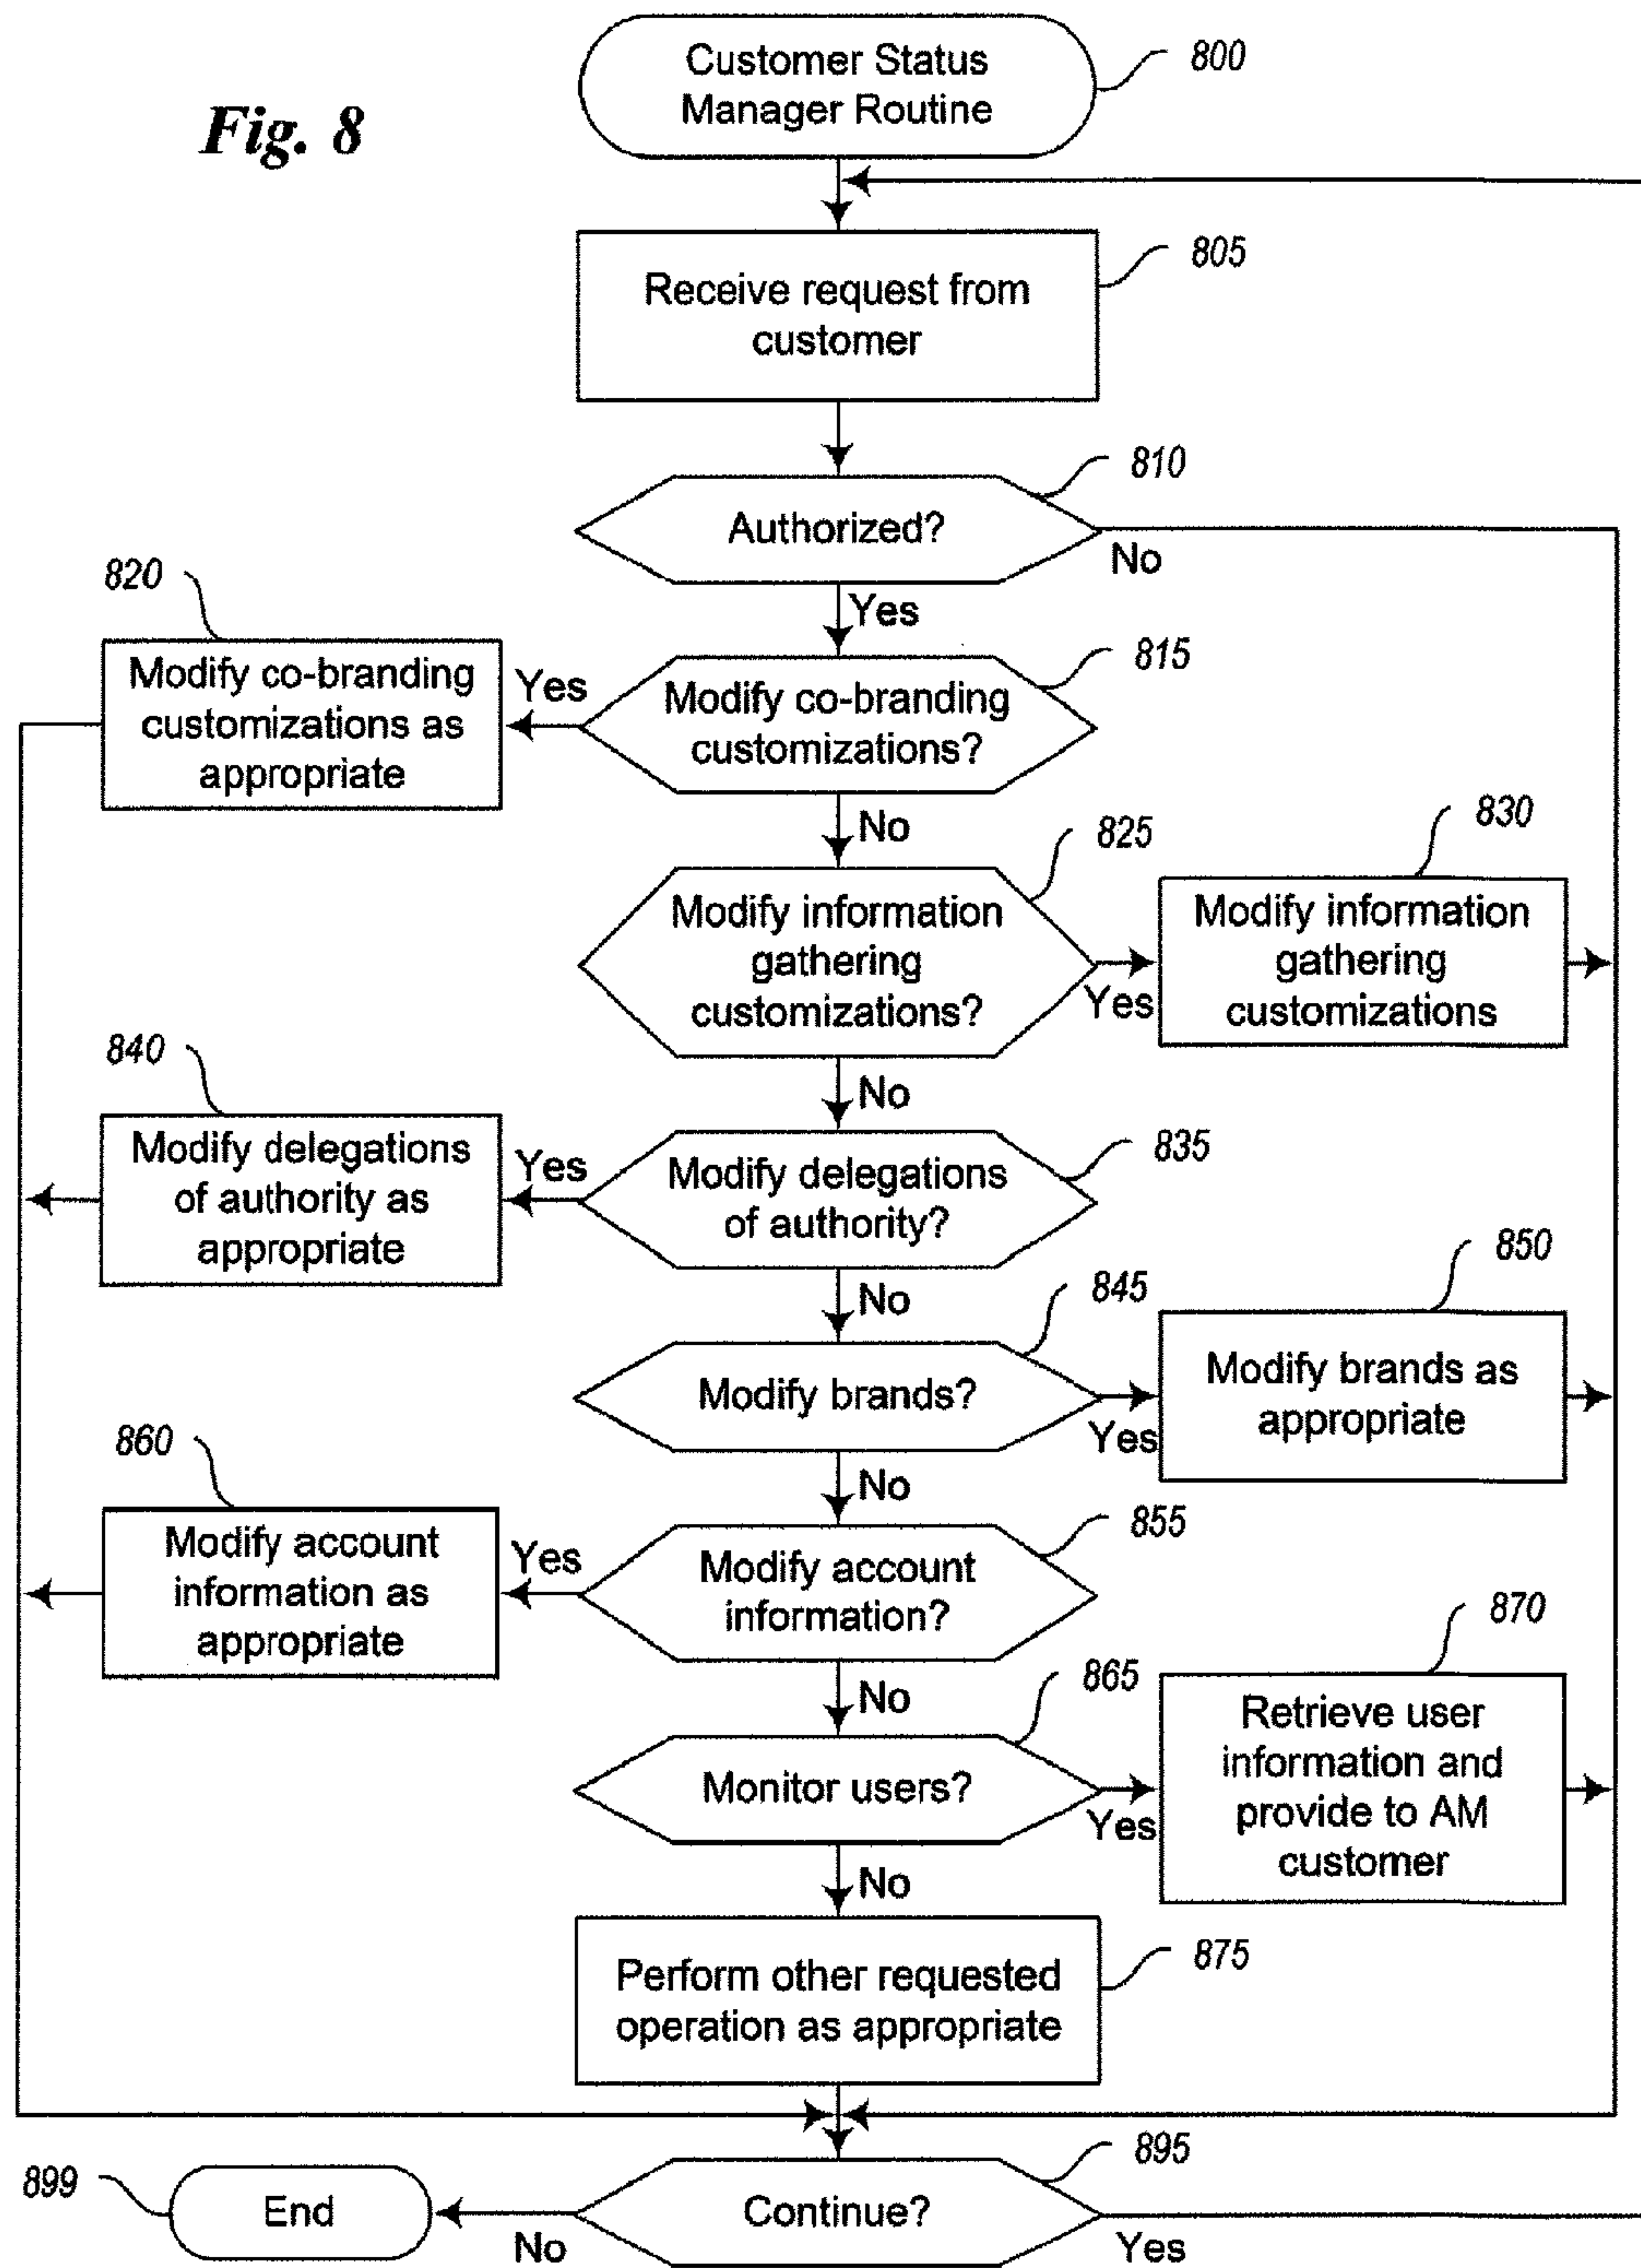 Fig. 8
Customer Status
Manager Routine
800
Receive request from
customer
805
Authorized?
810
No
Yes
820
Modify co-branding
customizations as
appropriate
Yes
Modify co-branding
customizations?
815
No
Modify information
gathering
customizations?
825
Yes
830
Modify information
gathering
customizations
No
840
Modify delegations
of authority as
appropriate
Yes
Modify delegations
of authority?
835
No
Modify brands?
845
Yes
850
Modify brands as
appropriate
No
860
Modify account
information as
appropriate
Yes
Modify account
information?
855
No
Monitor users?
865
Yes
870
Retrieve user
information and
provide to AM
customer
No
Perform other requested
operation as appropriate
875
899
End
No
Continue?
895
Yes